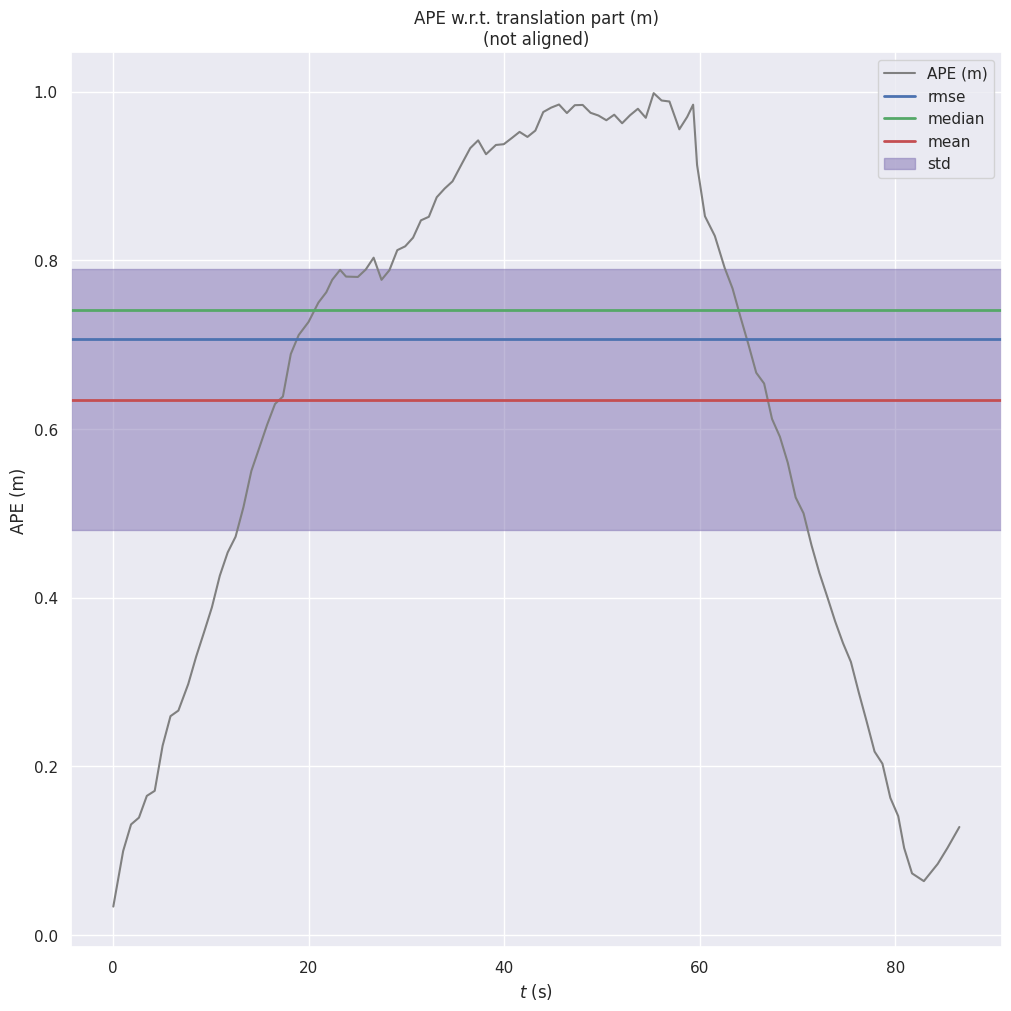 APE w.r.t. translation part (m)
(not aligned)
APE (m)
rmse
median
mean
std
1.0
0.8
0.6
0.4
0.2
0.0
APE (m)
0
20
40
60
80
t (s)